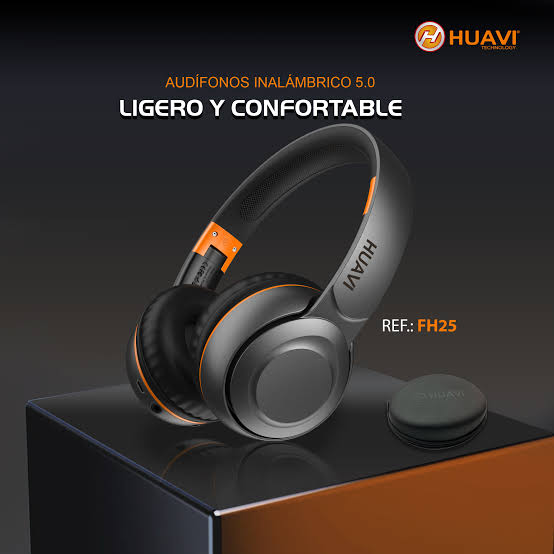 HUAVI
TECHNOLOGY
AUDÍFONOS INALÁMBRICO 5.0
LIGERO Y CONFORTABLE
HUAVI
REF.: FH25
HUAVI